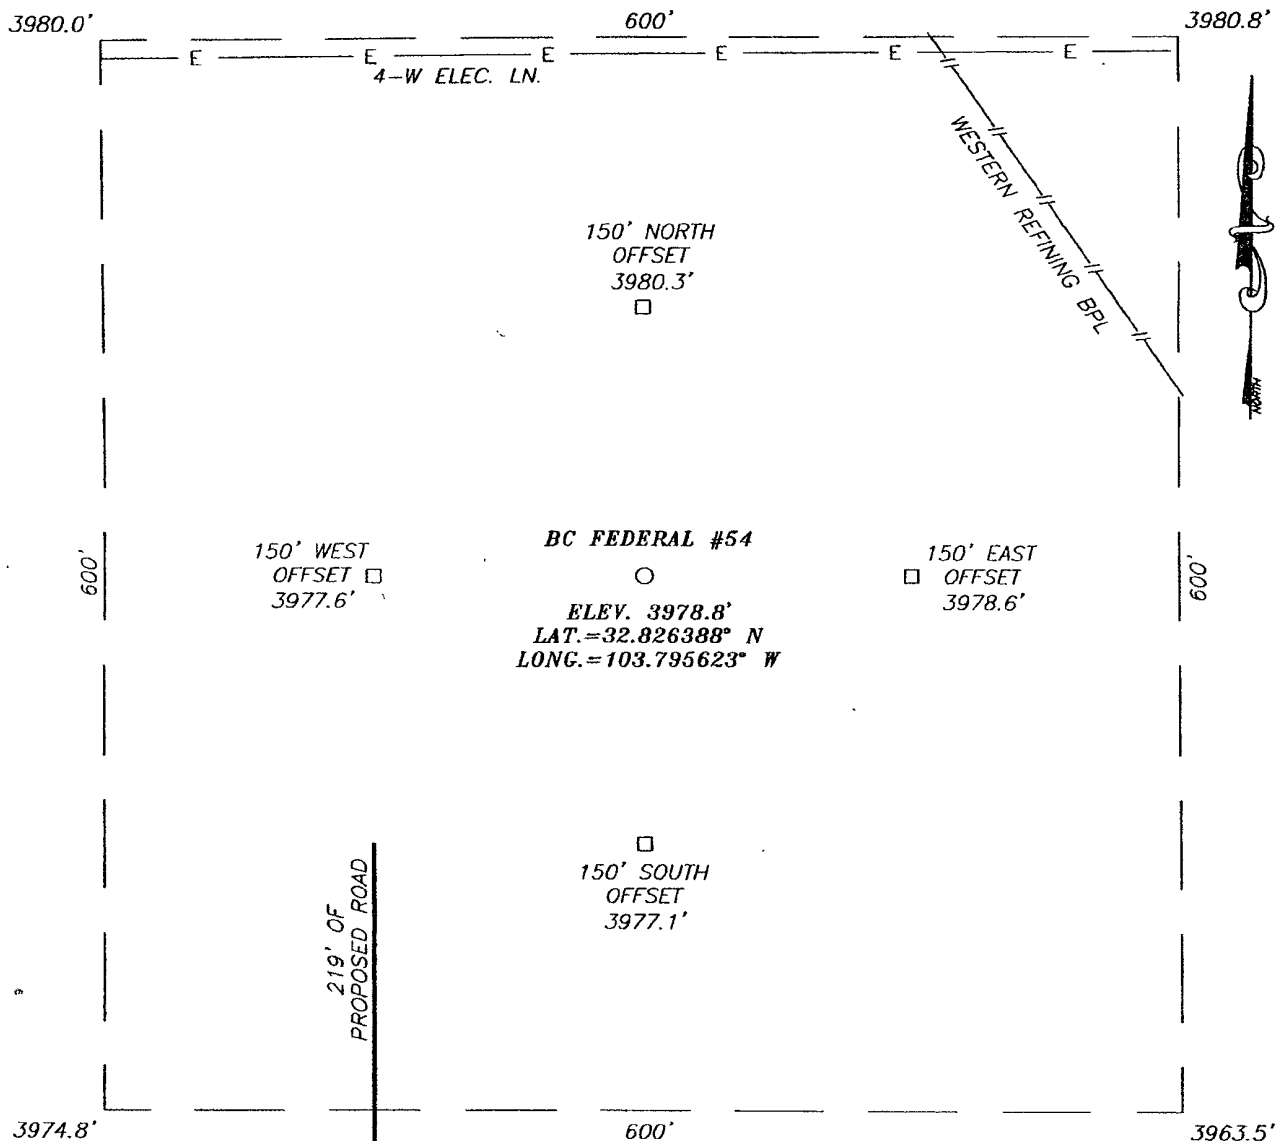 3980.0'
600'
3980.8'
E E E E E E
4-W ELEC. LN.
WESTERN REFINING BPL
NORTH
150' NORTH
OFFSET
3980.3'
600'
150' WEST
OFFSET
3977.6'
BC FEDERAL #54
ELEV. 3978.8'
LAT.=32.826388° N
LONG.=103.795623° W
150' EAST
OFFSET
3978.6'
600'
150' SOUTH
OFFSET
3977.1'
219' OF
PROPOSED ROAD
3974.8'
600'
3963.5'